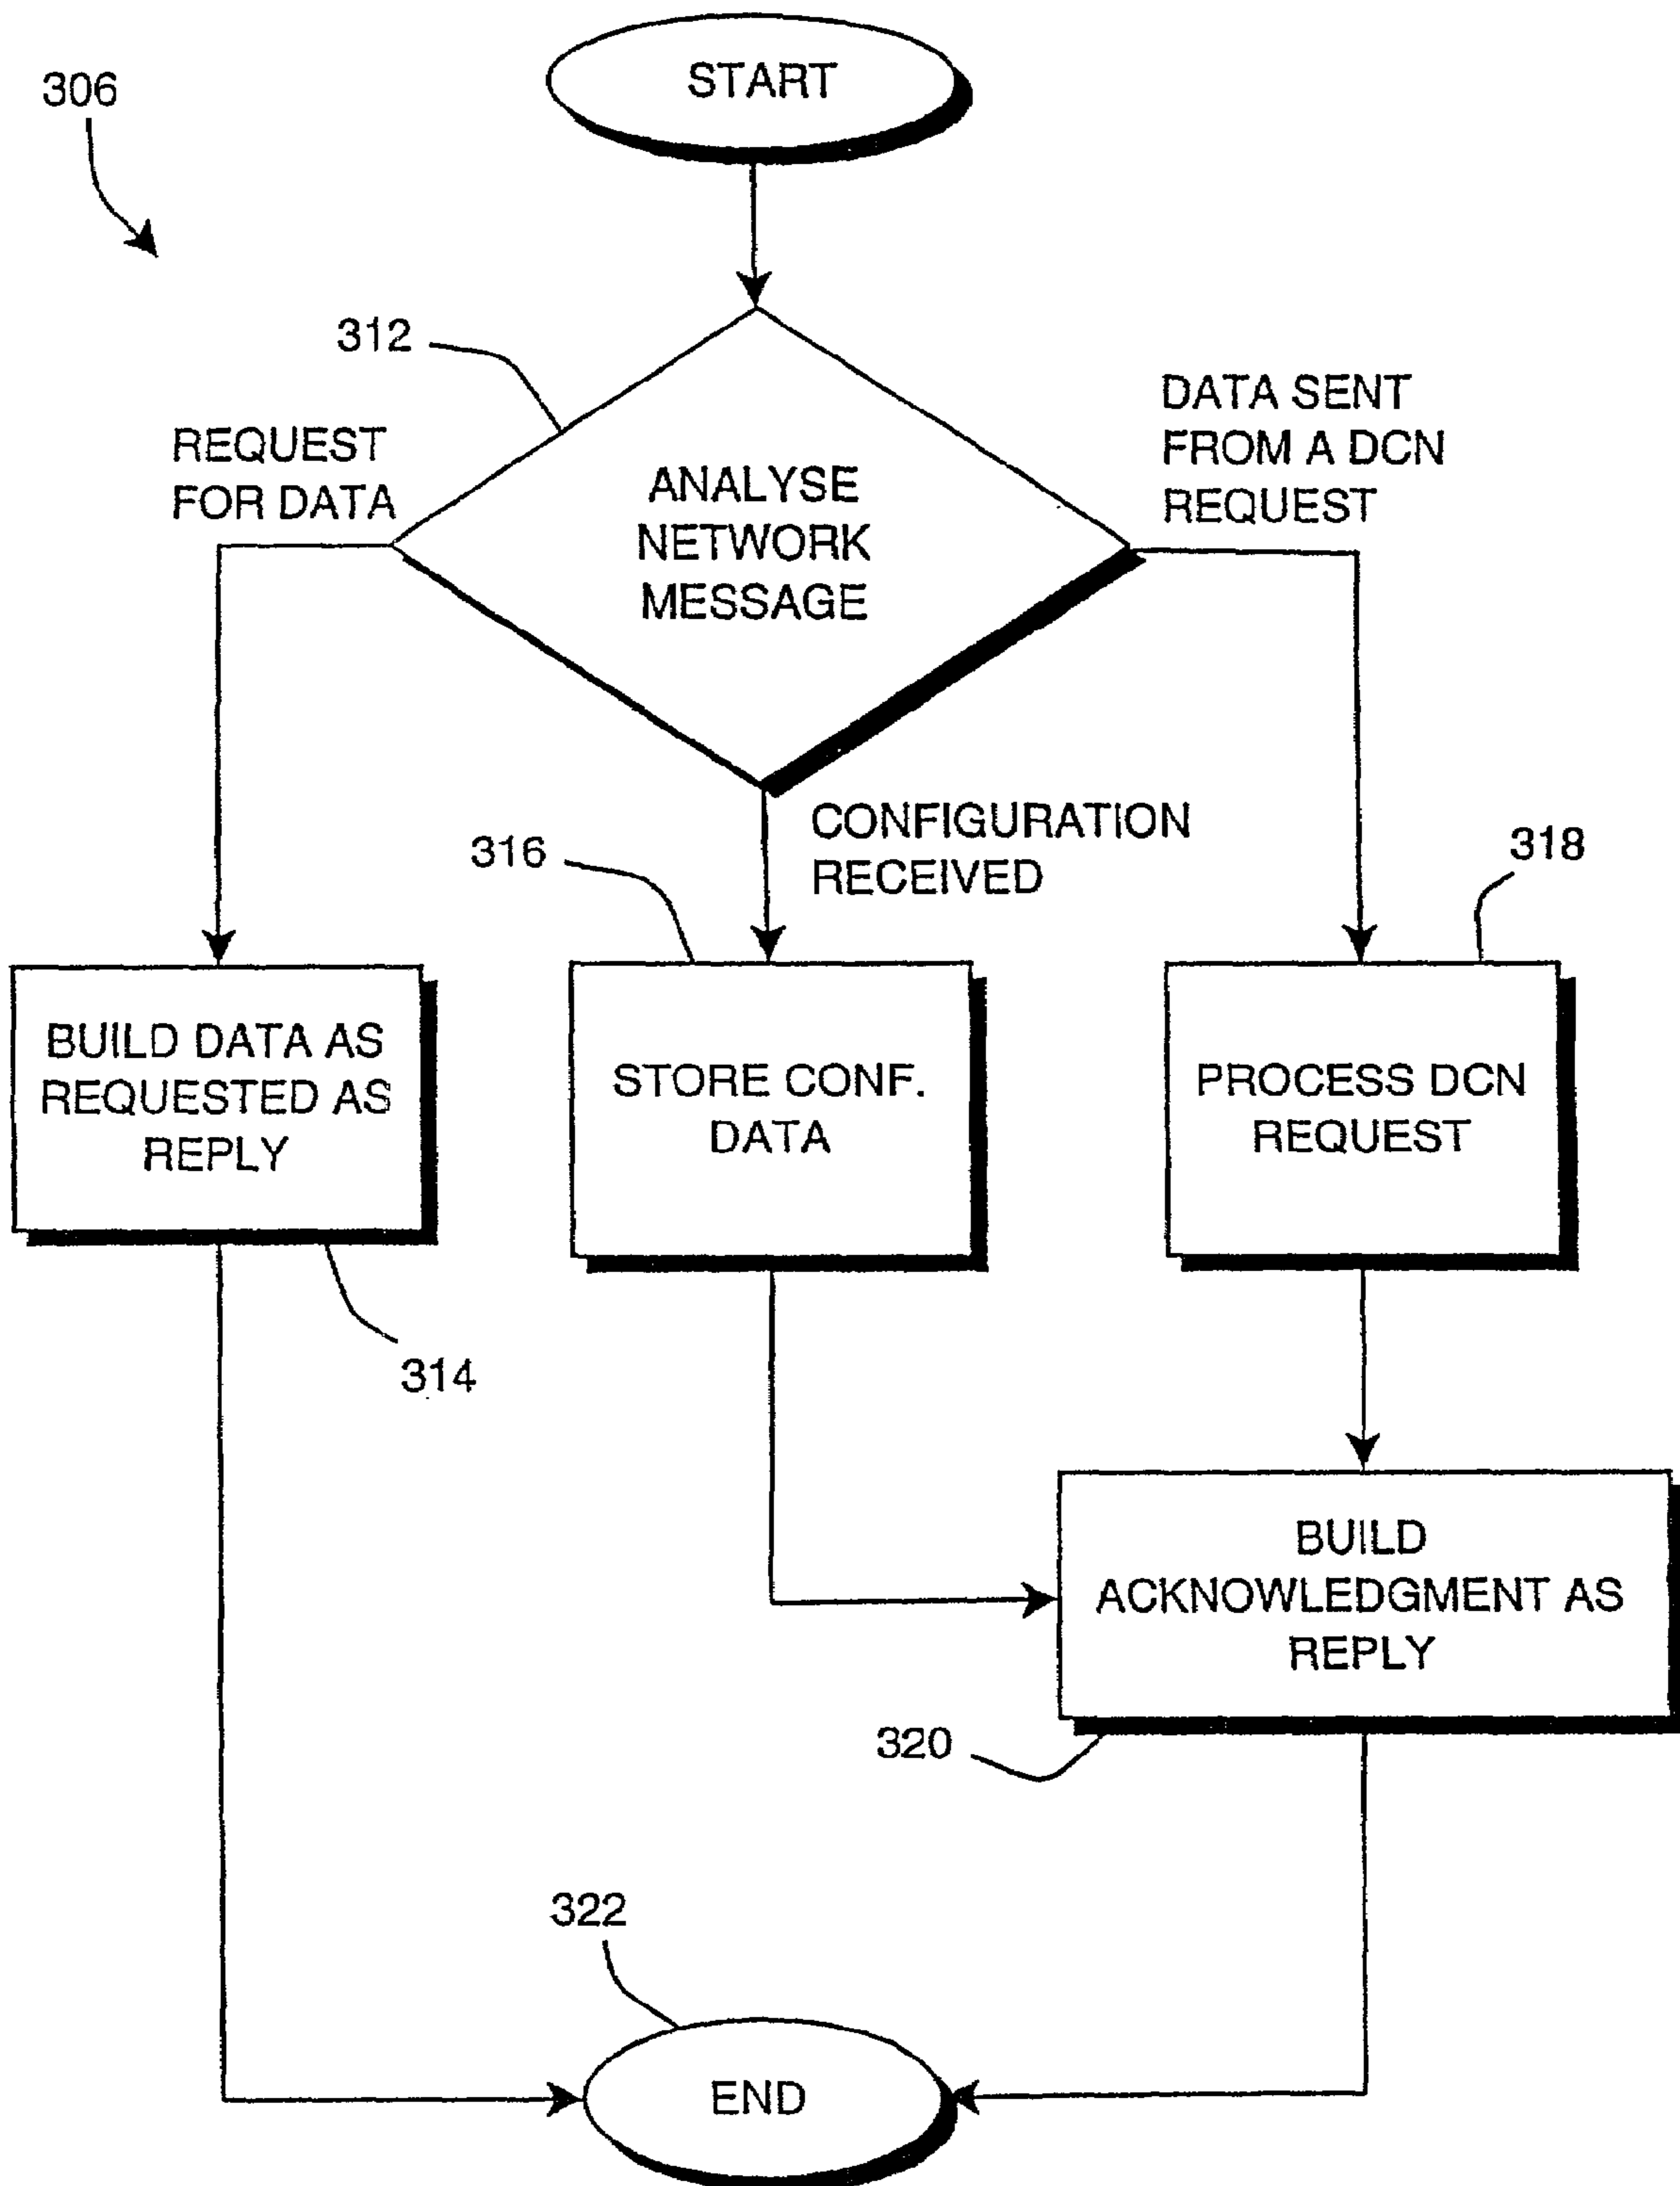 START
306
312
REQUEST
FOR DATA
ANALYSE
NETWORK
MESSAGE
DATA SENT
FROM A DCN
REQUEST
316
CONFIGURATION
RECEIVED
318
BUILD DATA AS
REQUESTED AS
REPLY
STORE CONF.
DATA
PROCESS DCN
REQUEST
314
BUILD
ACKNOWLEDGMENT AS
REPLY
320
322
END